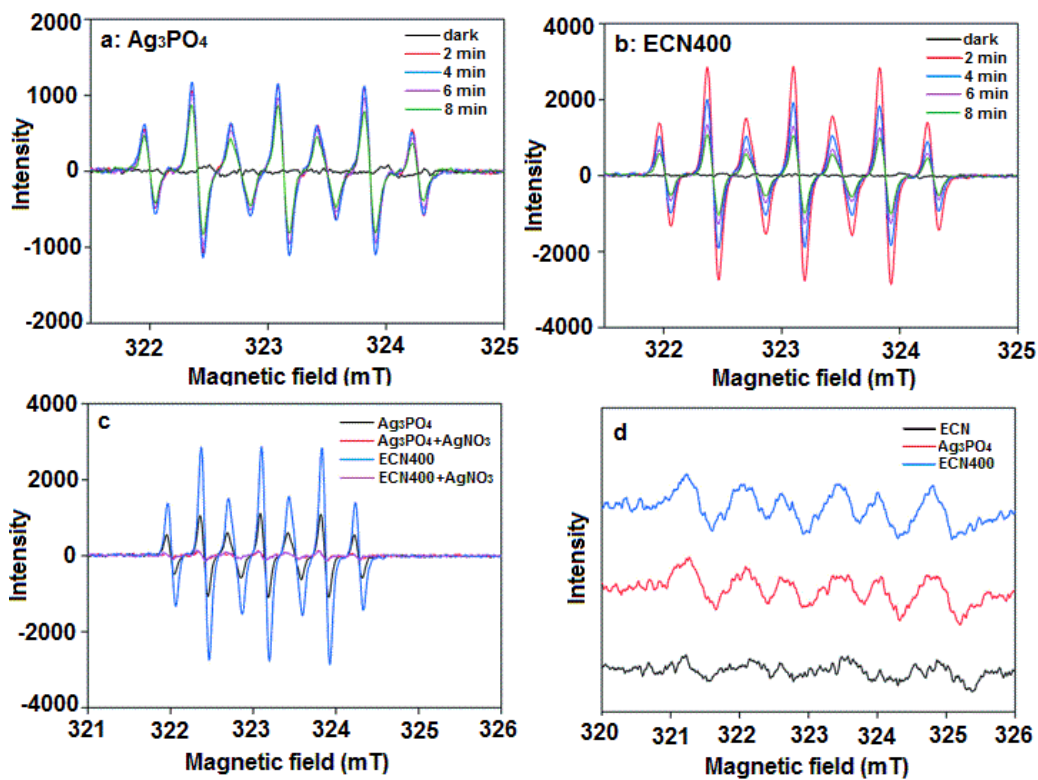 a: Ag₃PO₄
dark
2 min
4 min
6 min
8 min
2000
1000
0
-1000
-2000
Intensity
322 323 324 325
Magnetic field (mT)
b: ECN400
dark
2 min
4 min
6 min
8 min
4000
2000
0
-2000
-4000
Intensity
322 323 324 325
Magnetic field (mT)
c
Ag₃PO₄
Ag₃PO₄+AgNO₃
ECN400
ECN400+AgNO₃
4000
2000
0
-2000
-4000
Intensity
321 322 323 324 325 326
Magnetic field (mT)
d
ECN
Ag₃PO₄
ECN400
Intensity
320 321 322 323 324 325 326
Magnetic field (mT)